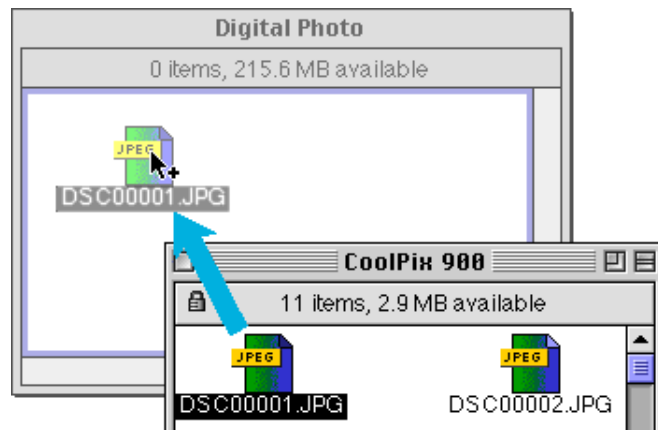 Digital Photo
0 items, 215.6 MB available
JPEG
DSC00001.JPG
CoolPix 900
11 items, 2.9 MB available
JPEG
JPEG
DSC00001.JPG
DSC00002.JPG